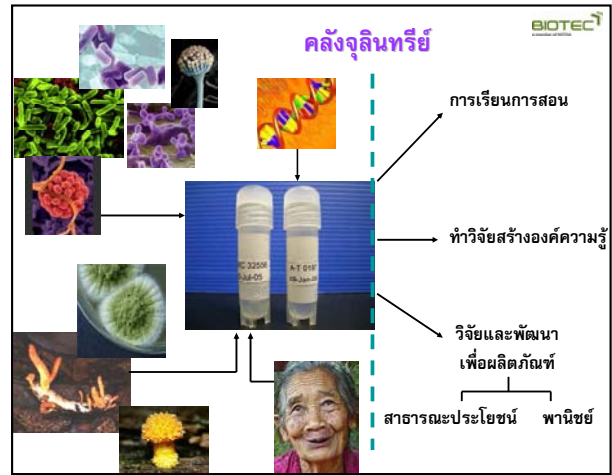 คลังจุลินทรีย์
BIOTEC
การเรียนการสอน
ทำวิจัยสร้างองค์ความรู้
วิจัยและพัฒนา
เพื่อผลิตภัณฑ์
สาธารณะประโยชน์
พานิชย์
32556
-Jul-05
A-T 0197